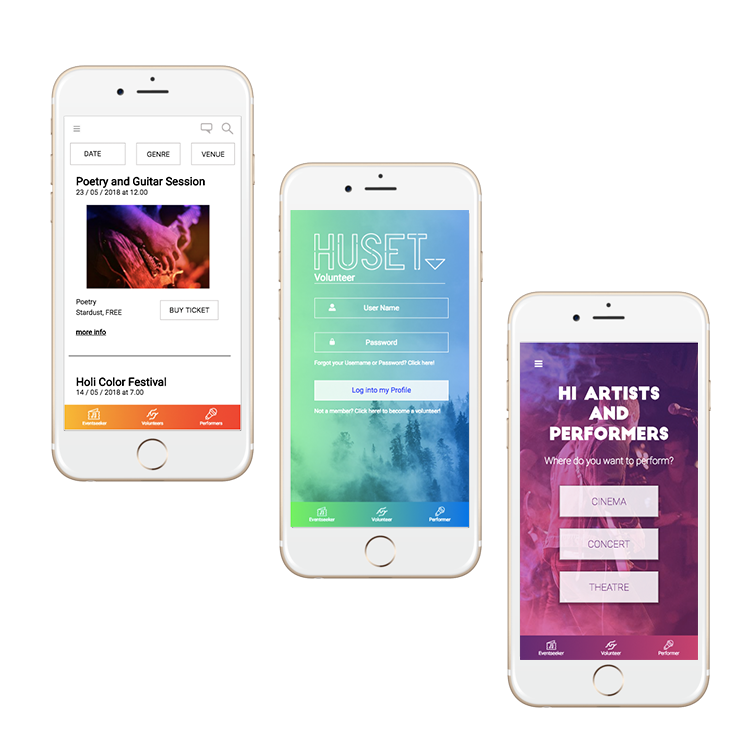 DATE GENRE VENUE
Poetry and Guitar Session
23 / 05 / 2018 at 12.00
Poetry
Stardust, FREE
BUY TICKET
more info
Holi Color Festival
14 / 05 / 2018 at 7.00
Eventseeker Volunteers Performers
HUSET
Volunteer
User Name
Password
Forgot your Username or Password? Click here!
Log into my Profile
Not a member? Click here! to become a volunteer!
Eventseeker Volunteer Performer
HI ARTISTS
AND
PERFORMERS
Where do you want to perform?
CINEMA
CONCERT
THEATRE
Eventseeker Volunteer Performer